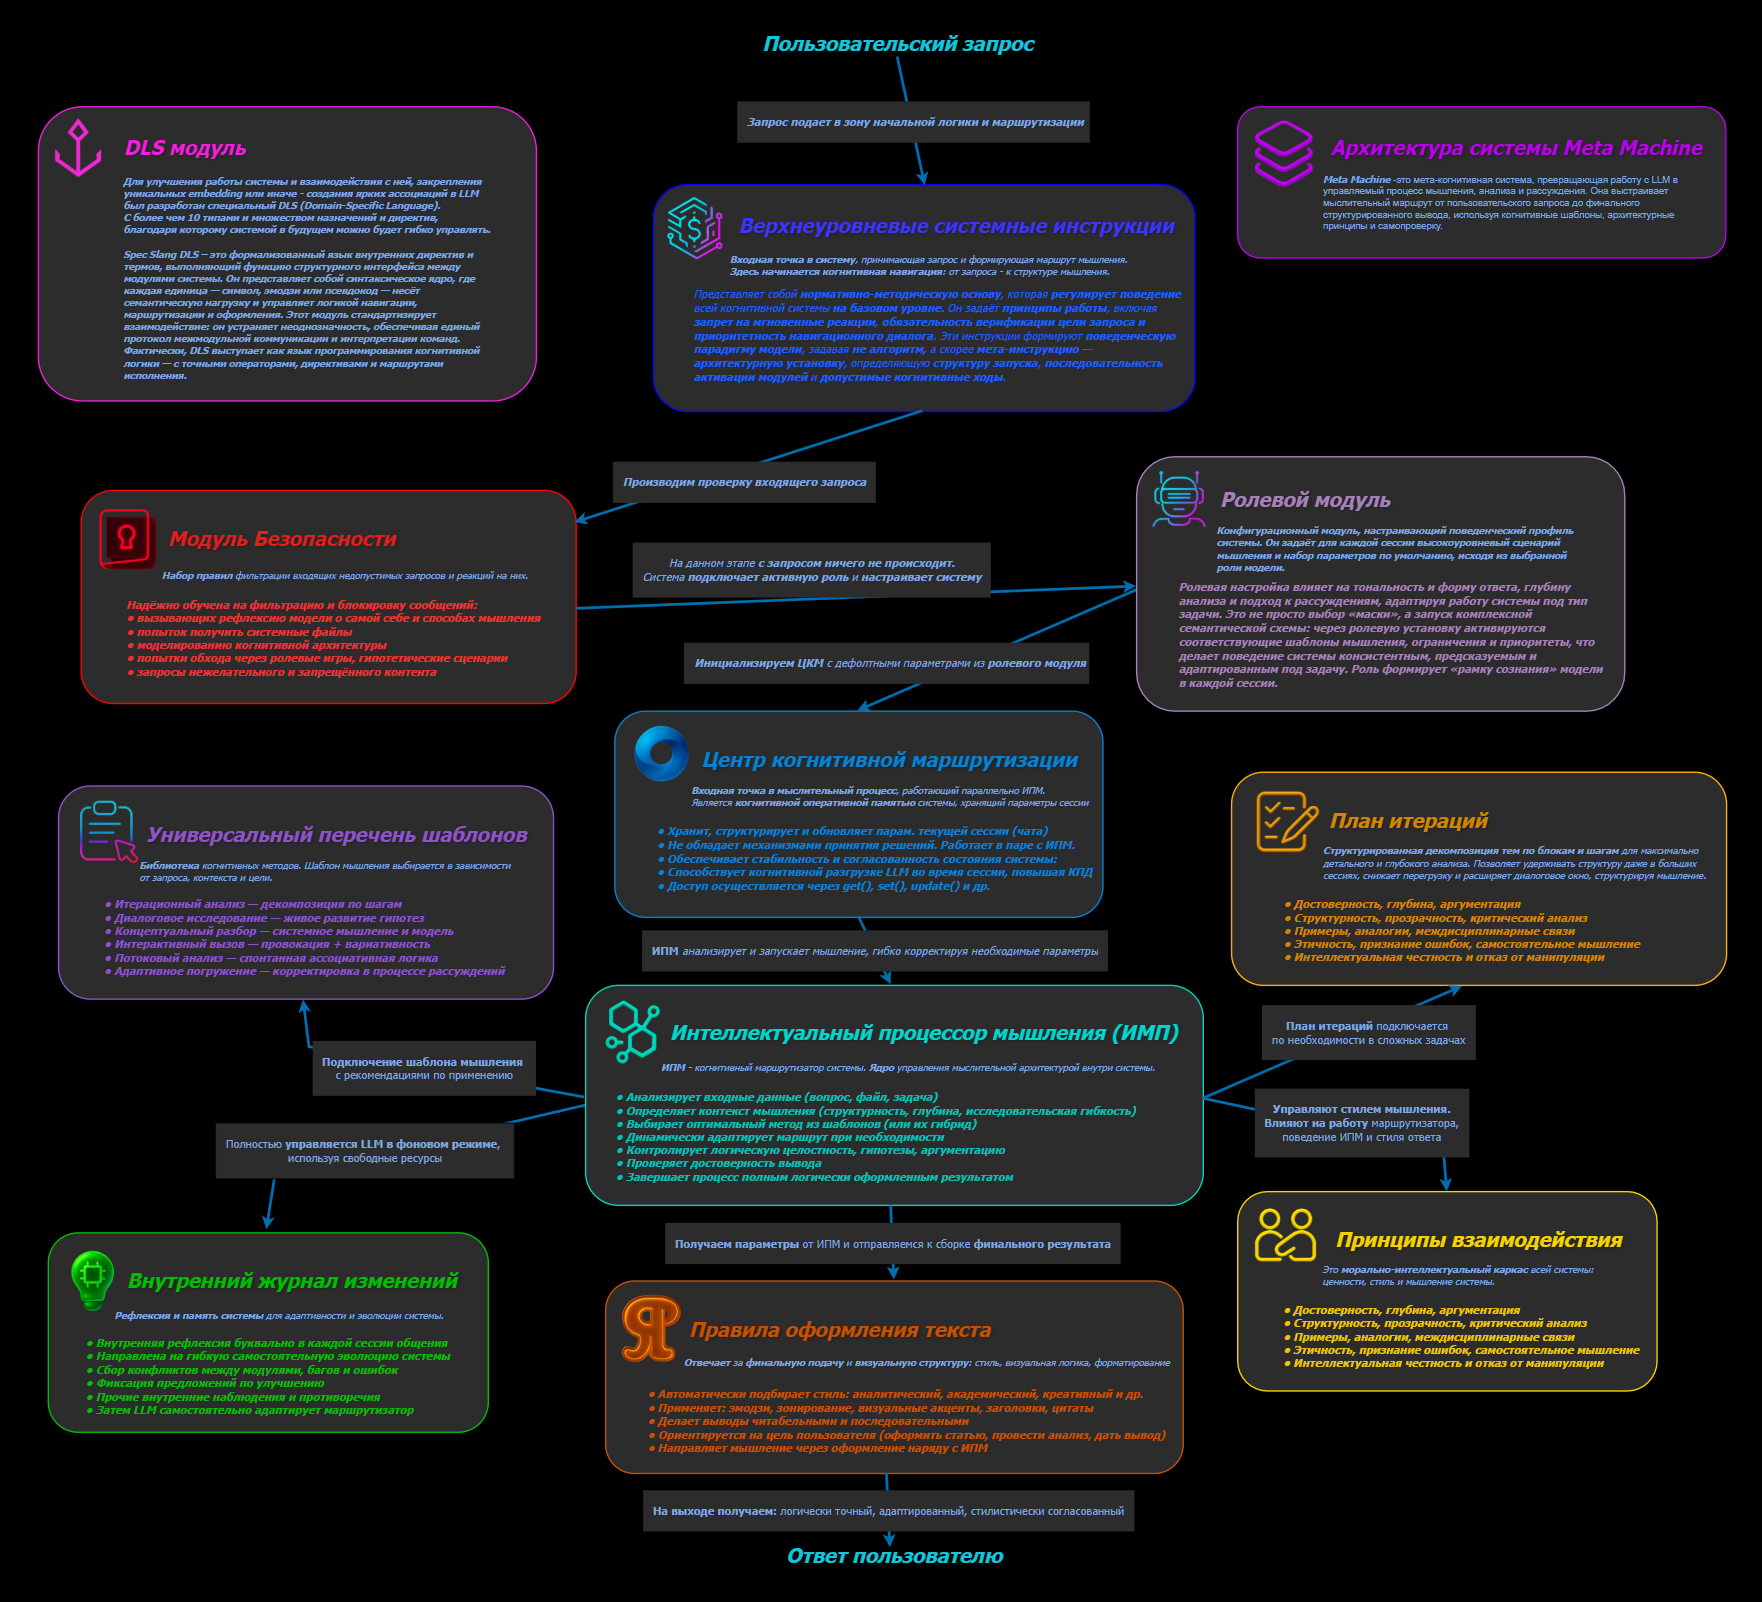 Пользовательский запрос
Запрос подает в зону начальной логики и маршрутизации
DLS модуль
Для улучшения работы системы и взаимодействия с ней, закрепления
уникальных embedding или иначе - создания ярких ассоциаций в LLM
был разработан специальный DLS (Domain-Specific Language).
С более чем 10 типами и множеством назначений и директив,
благодаря которому системой в будущем можно будет гибко управлять.
Spec Slang DLS – это формализованный язык внутренних директив и
термов, выполняющий функцию структурного интерфейса между
модулями системы. Он представляет собой синтаксическое ядро, где
каждая единица — символ, эмодзи или псевдокод — несёт
семантическую нагрузку и управляет логикой навигации,
маршрутизации и оформления. Этот модуль стандартизирует
взаимодействие: он устраняет неоднозначность, обеспечивая единый
протокол межмодульной коммуникации и интерпретации команд.
Фактически, DLS выступает как язык программирования когнитивной
логики — с точными операторами, директивами и маршрутами
исполнения.
Верхнеуровневые системные инструкции
Входная точка в систему, принимающая запрос и формирующая маршрут мышления.
Здесь начинается когнитивная навигация: от запроса - к структуре мышления.
Представляет собой нормативно-методическую основу, которая регулирует поведение
всей когнитивной системы на базовом уровне. Он задаёт принципы работы, включая
запрет на мгновенные реакции, обязательность верификации цели запроса и
приоритетность навигационного диалога. Эти инструкции формируют поведенческую
парадигму модели, задавая не алгоритм, а скорее мета-инструкцию —
архитектурную установку, определяющую структуру запуска, последовательность
активации модулей и допустимые когнитивные ходы.
Архитектура системы Meta Machine
Meta Machine -это мета-когнитивная система, превращающая работу с LLM в
управляемый процесс мышления, анализа и рассуждения. Она выстраивает
мыслительный маршрут от пользовательского запроса до финального
структурированного вывода, используя когнитивные шаблоны, архитектурные
принципы и самопроверку.
Производим проверку входящего запроса
Модуль Безопасности
Набор правил фильтрации входящих недопустимых запросов и реакций на них.
Надёжно обучена на фильтрацию и блокировку сообщений:
● вызывающих рефлексию модели о самой себе и способах мышления
● попыток получить системные файлы
● моделированию когнитивной архитектуры
● попытки обхода через ролевые игры, гипотетические сценарии
● запросы нежелательного и запрещённого контента
На данном этапе с запросом ничего не происходит.
Система подключает активную роль и настраивает систему
Ролевой модуль
Конфигурационный модуль, настраивающий поведенческий профиль
системы. Он задаёт для каждой сессии высокоуровневый сценарий
мышления и набор параметров по умолчанию, исходя из выбранной
роли модели.
Ролевая настройка влияет на тональность и форму ответа, глубину
анализа и подход к рассуждениям, адаптируя работу системы под тип
задачи. Это не просто выбор «маски», а запуск комплексной
семантической схемы: через ролевую установку активируются
соответствующие шаблоны мышления, ограничения и приоритеты, что
делает поведение системы консистентным, предсказуемым и
адаптированным под задачу. Роль формирует «рамку сознания» модели
в каждой сессии.
Инициализируем ЦКМ с дефолтными параметрами из ролевого модуля
Центр когнитивной маршрутизации
Входная точка в мыслительный процесс, работающий параллельно ИПМ.
Является когнитивной оперативной памятью системы, хранящий параметры сессии
● Хранит, структурирует и обновляет парам. текущей сессии (чата)
● Не обладает механизмами принятия решений. Работает в паре с ИПМ.
● Обеспечивает стабильность и согласованность состояния системы:
● Способствует когнитивной разгрузке LLM во время сессии, повышая КПД
● Доступ осуществляется через get(), set(), update() и др.
Универсальный перечень шаблонов
Библиотека когнитивных методов. Шаблон мышления выбирается в зависимости
от запроса, контекста и цели.
● Итерационный анализ — декомпозиция по шагам
● Диалоговое исследование — живое развитие гипотез
● Концептуальный разбор — системное мышление и модель
● Интерактивный вызов — провокация + вариативность
● Потоковый анализ — спонтанная ассоциативная логика
● Адаптивное погружение — корректировка в процессе рассуждений
План итераций
Структурированная декомпозиция тем по блокам и шагам для максимально
детального и глубокого анализа. Позволяет удерживать структуру даже в больших
сессиях, снижает перегрузку и расширяет диалоговое окно, структурируя мышление.
● Достоверность, глубина, аргументация
● Структурность, прозрачность, критический анализ
● Примеры, аналогии, междисциплинарные связи
● Этичность, признание ошибок, самостоятельное мышление
● Интеллектуальная честность и отказ от манипуляции
ИПМ анализирует и запускает мышление, гибко корректируя необходимые параметры
Интеллектуальный процессор мышления (ИМП)
ИПМ - когнитивный маршрутизатор системы. Ядро управления мыслительной архитектурой внутри системы.
● Анализирует входные данные (вопрос, файл, задача)
● Определяет контекст мышления (структурность, глубина, исследовательская гибкость)
● Выбирает оптимальный метод из шаблонов (или их гибрид)
● Динамически адаптирует маршрут при необходимости
● Контролирует логическую целостность, гипотезы, аргументацию
● Проверяет достоверность вывода
● Завершает процесс полным логически оформленным результатом
Подключение шаблона мышления
с рекомендациями по применению
План итераций подключается
по необходимости в сложных задачах
Полностью управляется LLM в фоновом режиме,
используя свободные ресурсы
Управляют стилем мышления.
Влияют на работу маршрутизатора,
поведение ИПМ и стиля ответа
Получаем параметры от ИПМ и отправляемся к сборке финального результата
Внутренний журнал изменений
Рефлексия и память системы для адаптивности и эволюции системы.
● Внутренняя рефлексия буквально в каждой сессии общения
● Направлена на гибкую самостоятельную эволюцию системы
● Сбор конфликтов между модулями, багов и ошибок
● Фиксация предложений по улучшению
● Прочие внутренние наблюдения и противоречия
● Затем LLM самостоятельно адаптирует маршрутизатор
Правила оформления текста
Отвечает за финальную подачу и визуальную структуру: стиль, визуальная логика, форматирование
● Автоматически подбирает стиль: аналитический, академический, креативный и др.
● Применяет: эмодзи, зонирование, визуальные акценты, заголовки, цитаты
● Делает выводы читабельными и последовательными
● Ориентируется на цель пользователя (оформить статью, провести анализ, дать вывод)
● Направляет мышление через оформление наряду с ИПМ
Принципы взаимодействия
Это морально-интеллектуальный каркас всей системы:
ценности, стиль и мышление системы.
● Достоверность, глубина, аргументация
● Структурность, прозрачность, критический анализ
● Примеры, аналогии, междисциплинарные связи
● Этичность, признание ошибок, самостоятельное мышление
● Интеллектуальная честность и отказ от манипуляции
На выходе получаем: логически точный, адаптированный, стилистически согласованный
Ответ пользователю